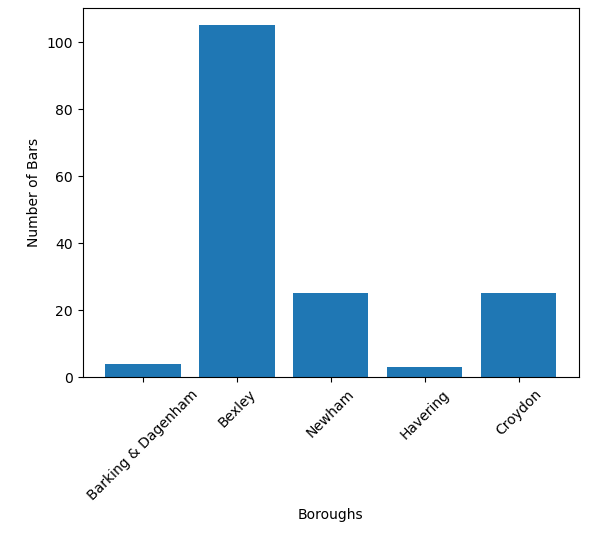 100
80
60
40
20
0
Number of Bars
Barking & Dagenham
Bexley
Newham
Havering
Croydon
Boroughs